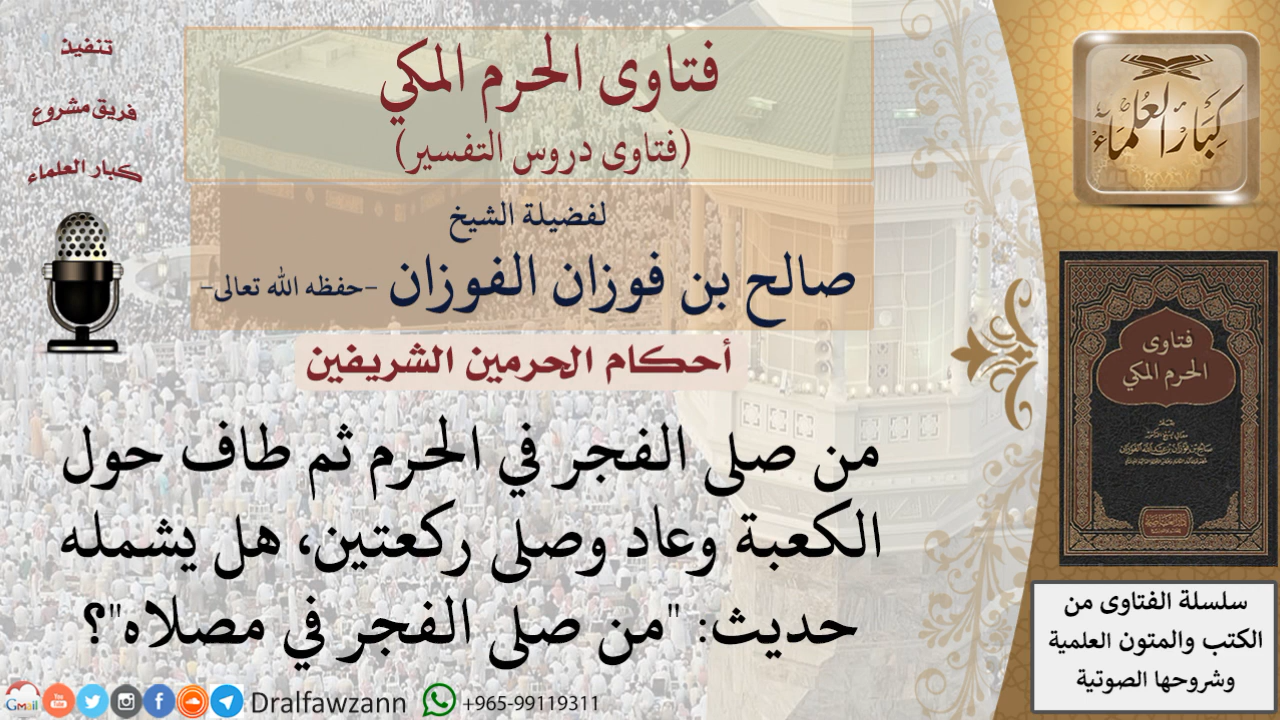 تنفيذ
فريق مشروع
كبار العلماء
فتاوى الحرم المكي
(فتاوى دروس التفسير)
لفضيلة الشيخ
صالح بن فوزان الفوزان -حفظه الله تعالى-
أحكام الحرمين الشريفين
من صلى الفجر في الحرم ثم طاف حول
الكعبة وعاد وصلى ركعتين، هل يشمله
حديث: "من صلى الفجر في مصلاه"؟
كبار العلماء
فتاوى
الحرم المكي
سلسلة الفتاوى من
الكتب والمتون العلمية
وشروحها الصوتية
Gmail
You
Tube
Dralfawzann
+965-99119311